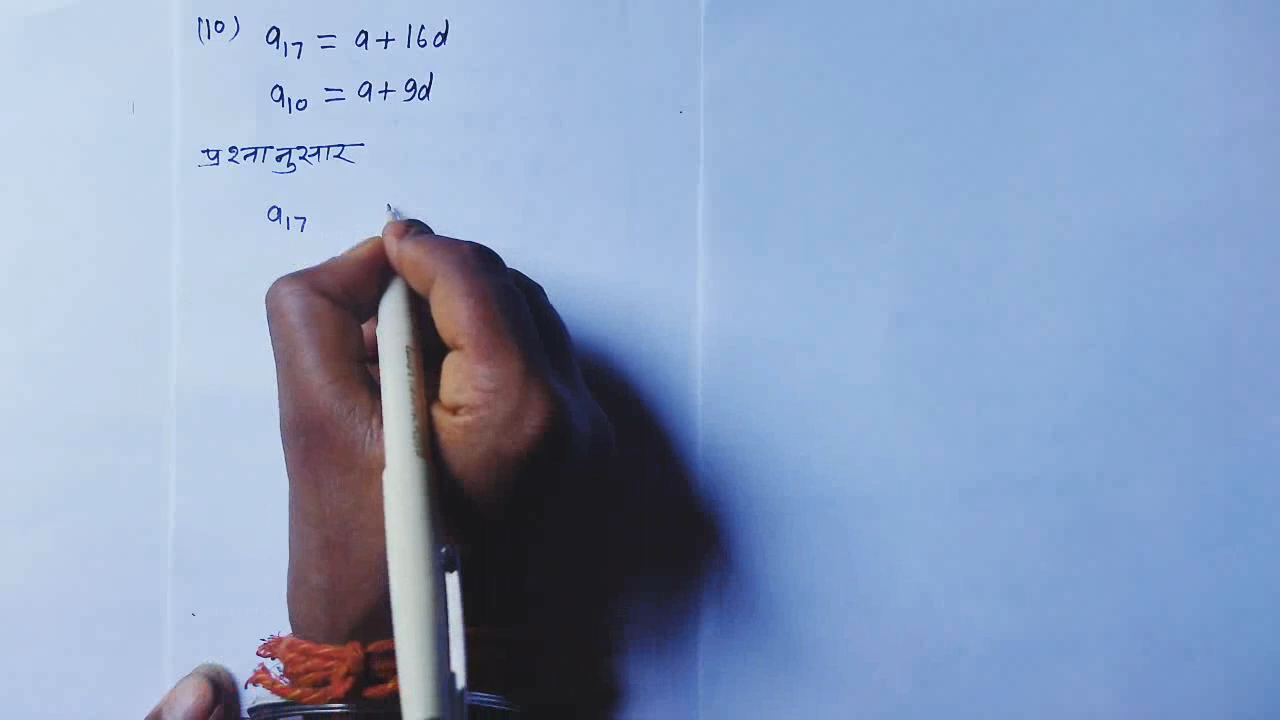 (10) a₁₇ = a + 16d
a₁₀ = a + 9d
प्रश्नानुसार
a₁₇